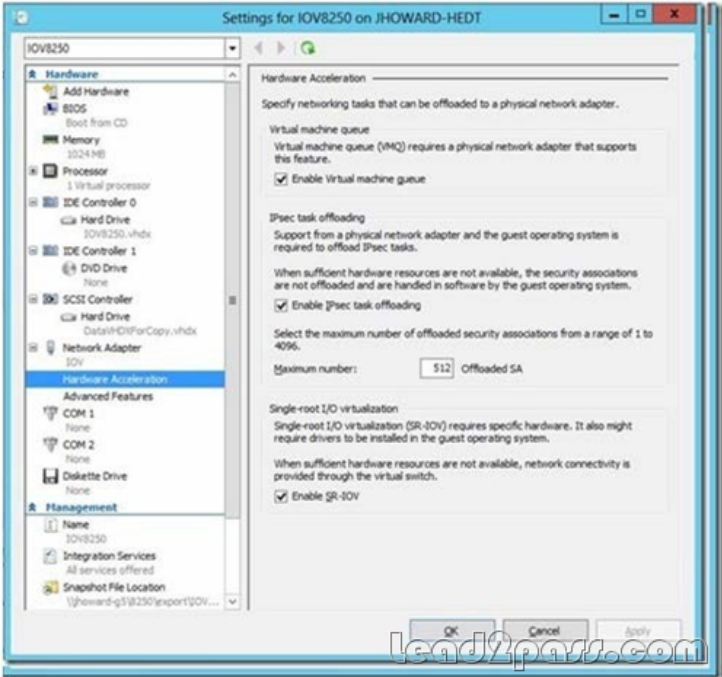 Settings for IOV8250 on JHOWARD-HEDT
IOV8250
Hardware
Add Hardware
BIOS
Boot from CD
Memory
1024 MB
Processor
1 Virtual processor
IDE Controller 0
Hard Drive
IOV8250.vhdx
IDE Controller 1
DVD Drive
None
SCSI Controller
Hard Drive
DataVHDXForCopy.vhdx
Network Adapter
IOV
Hardware Acceleration
Advanced Features
COM 1
None
COM 2
None
Diskette Drive
None
Management
Name
IOV8250
Integration Services
All services offered
Snapshot File Location
\\jhoward-g5\8250\export\IOV...
Hardware Acceleration
Specify networking tasks that can be offloaded to a physical network adapter.
Virtual machine queue
Virtual machine queue (VMQ) requires a physical network adapter that supports
this feature.
Enable Virtual machine queue
IPsec task offloading
Support from a physical network adapter and the guest operating system is
required to offload IPsec tasks.
When sufficient hardware resources are not available, the security associations
are not offloaded and are handled in software by the guest operating system.
Enable IPsec task offloading
Select the maximum number of offloaded security associations from a range of 1 to
4096.
Maximum number: 512 Offloaded SA
Single-root I/O virtualization
Single-root I/O virtualization (SR-IOV) requires specific hardware. It also might
require drivers to be installed in the guest operating system.
When sufficient hardware resources are not available, network connectivity is
provided through the virtual switch.
Enable SR-IOV
OK Cancel Apply
Lead2pass.com